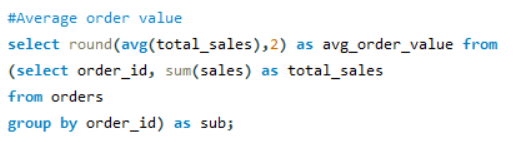 #Average order value
select round(avg(total_sales),2) as avg_order_value from
(select order_id, sum(sales) as total_sales
from orders
group by order_id) as sub;